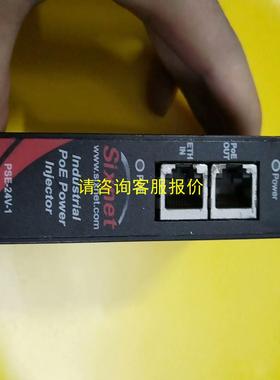 Sixnet
www.sixnet.com
Industrial
PoE Power
Injector
PSE-24V-1
ETH
IN
PoE
OUT
Power
请咨询客服报价